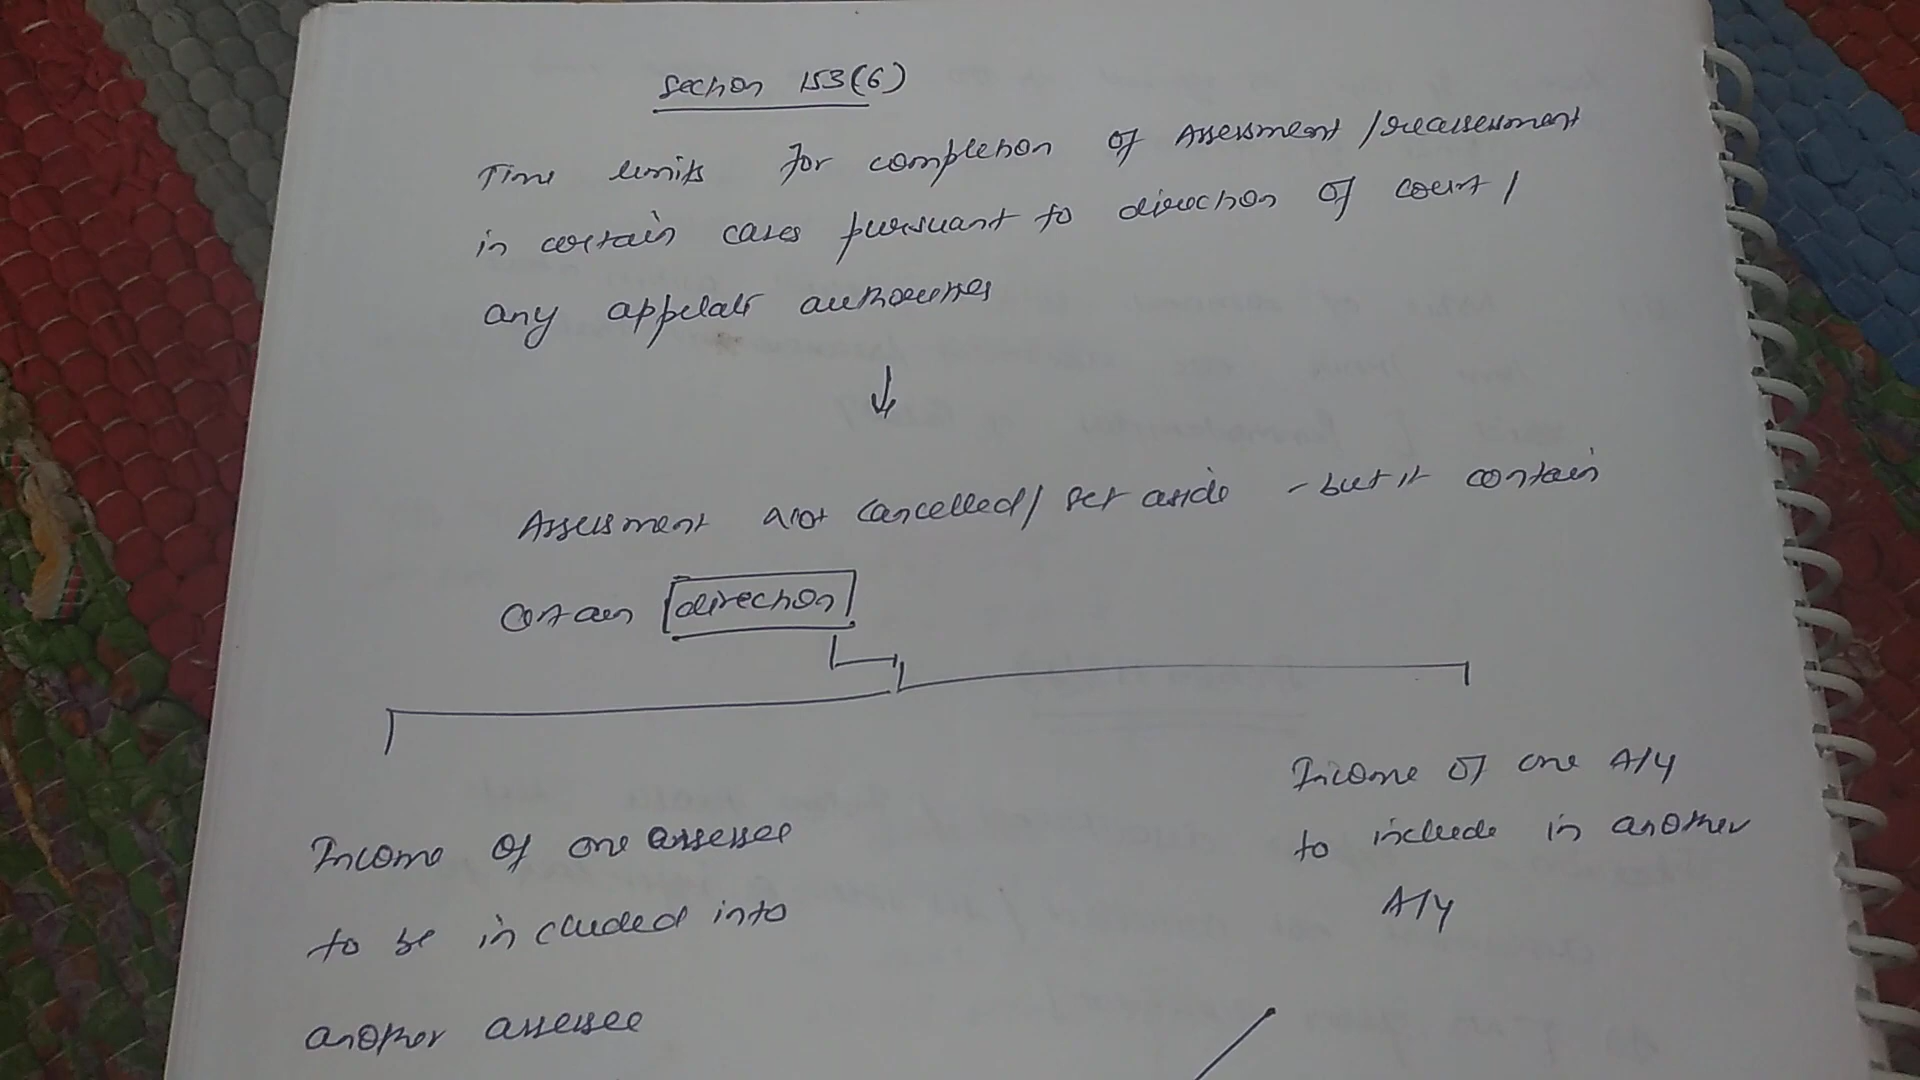 Section 153(6)
Time limits for completion of Assessment / reassessment
in certain cases pursuant to direction of court /
any appelate authorities
Assessment not cancelled / set aside - but it contain
certain direction
Income of one A/Y
to include in another
A/Y
Income of one assessee
to be included into
another assessee